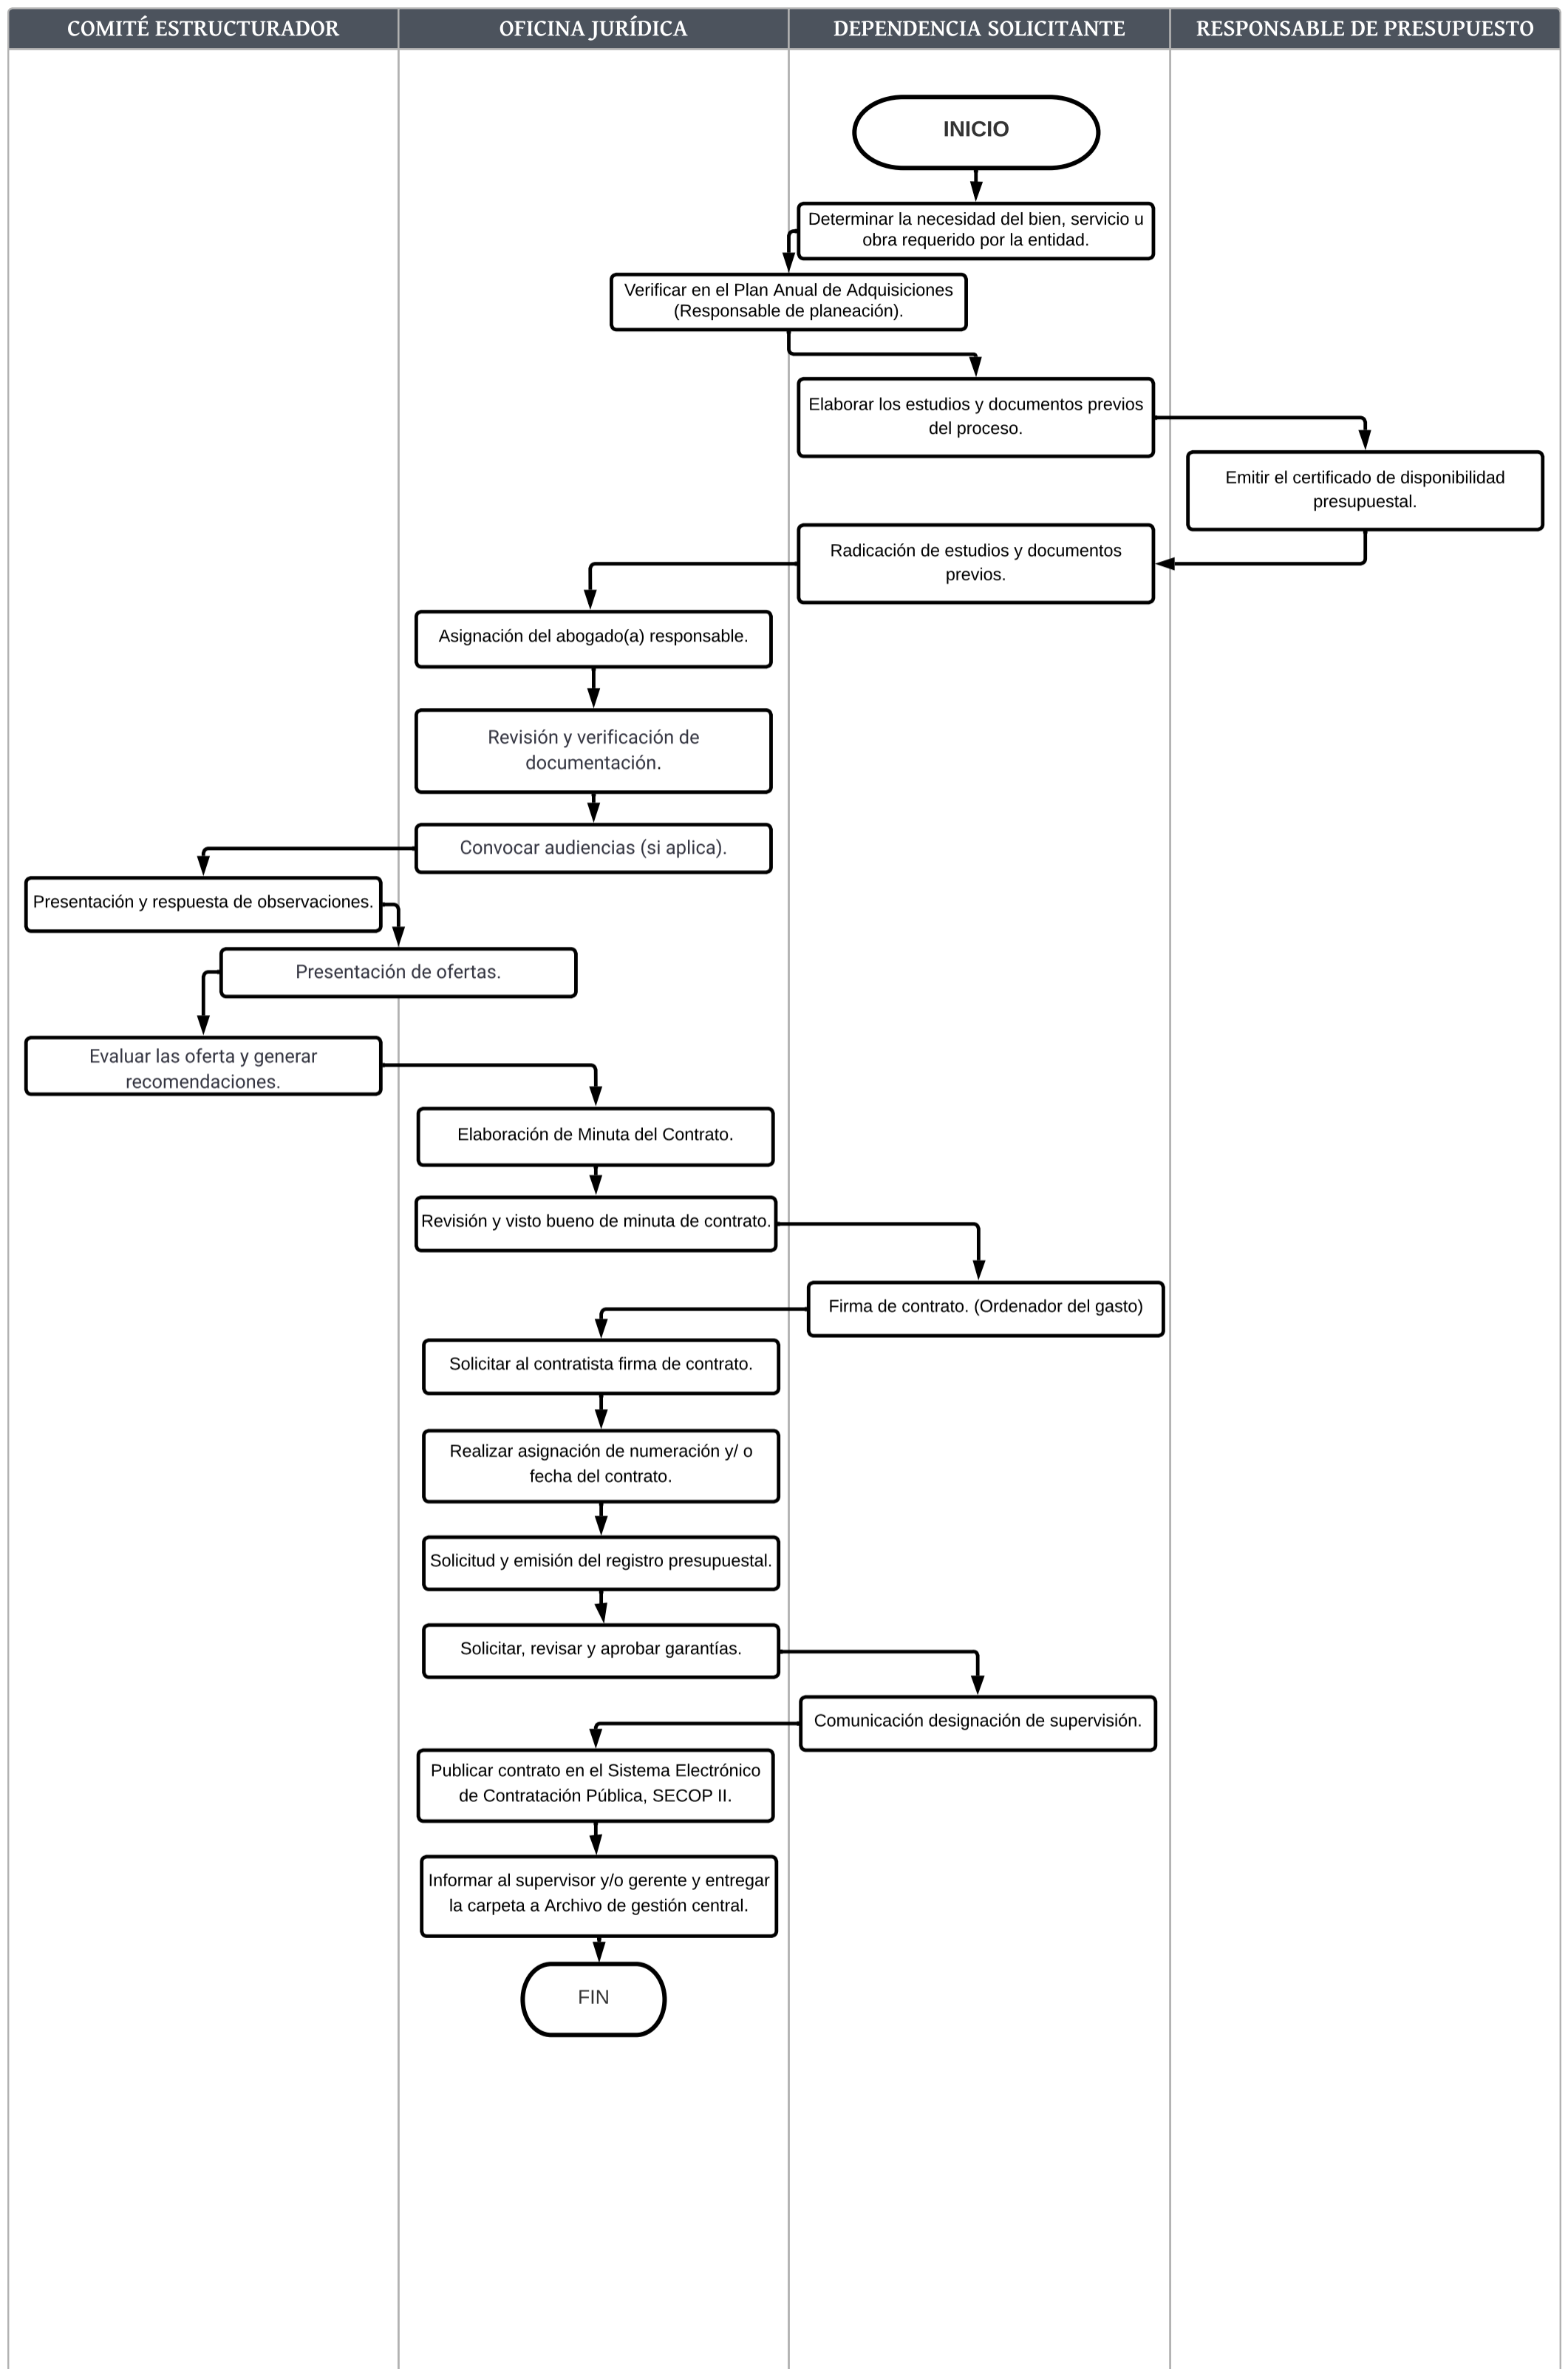 COMITÉ ESTRUCTURADOR
OFICINA JURÍDICA
DEPENDENCIA SOLICITANTE
RESPONSABLE DE PRESUPUESTO
INICIO
Determinar la necesidad del bien, servicio u
obra requerido por la entidad.
Verificar en el Plan Anual de Adquisiciones
(Responsable de planeación).
Elaborar los estudios y documentos previos
del proceso.
Emitir el certificado de disponibilidad
presupuestal.
Radicación de estudios y documentos
previos.
Asignación del abogado(a) responsable.
Revisión y verificación de
documentación.
Convocar audiencias (si aplica).
Presentación y respuesta de observaciones.
Presentación de ofertas.
Evaluar las oferta y generar
recomendaciones.
Elaboración de Minuta del Contrato.
Revisión y visto bueno de minuta de contrato.
Firma de contrato. (Ordenador del gasto)
Solicitar al contratista firma de contrato.
Realizar asignación de numeración y/ o
fecha del contrato.
Solicitud y emisión del registro presupuestal.
Solicitar, revisar y aprobar garantías.
Comunicación designación de supervisión.
Publicar contrato en el Sistema Electrónico
de Contratación Pública, SECOP II.
Informar al supervisor y/o gerente y entregar
la carpeta a Archivo de gestión central.
FIN